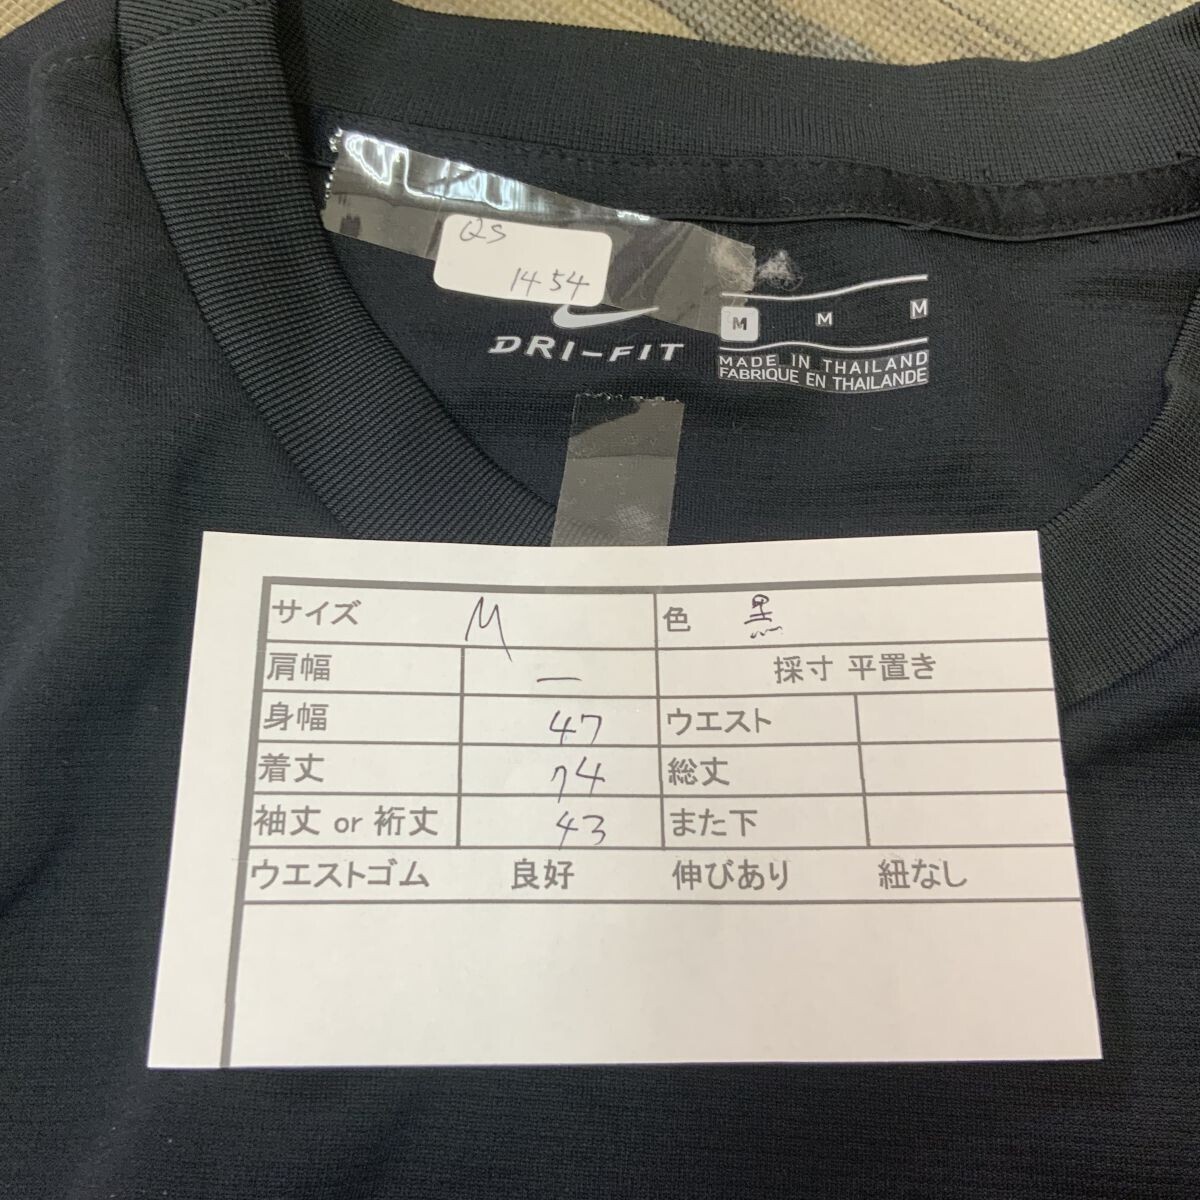 QS
1454
DRI-FIT
M M M
MADE IN THAILAND
FABRIQUE EN THAILANDE
サイズ M 色 黒
肩幅 ー 採寸 平置き
身幅 47 ウエスト
着丈 74 総丈
袖丈 or 裄丈 43 また下
ウエストゴム 良好 伸びあり 紐なし